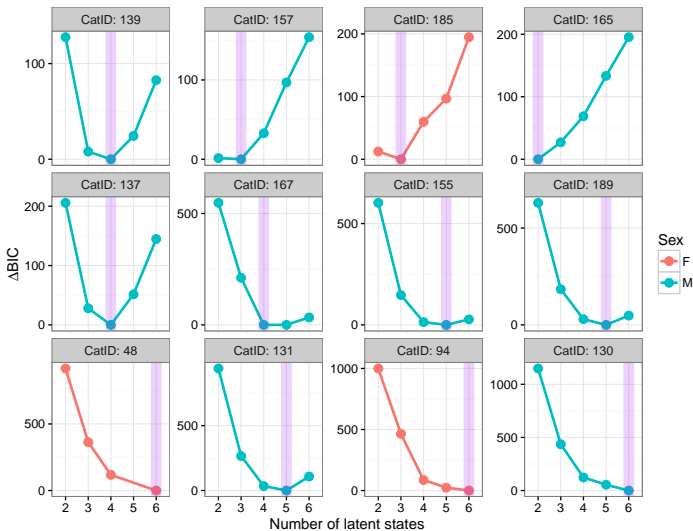 CatID: 139
CatID: 157
CatID: 185
CatID: 165
100
0
100
0
200
100
0
200
100
0
CatID: 137
CatID: 167
CatID: 155
CatID: 189
200
100
0
500
0
500
0
500
0
CatID: 48
CatID: 131
CatID: 94
CatID: 130
500
0
500
0
1000
500
0
1000
500
0
2 3 4 5 6
2 3 4 5 6
2 3 4 5 6
2 3 4 5 6
Number of latent states
ΔBIC
Sex
F
M